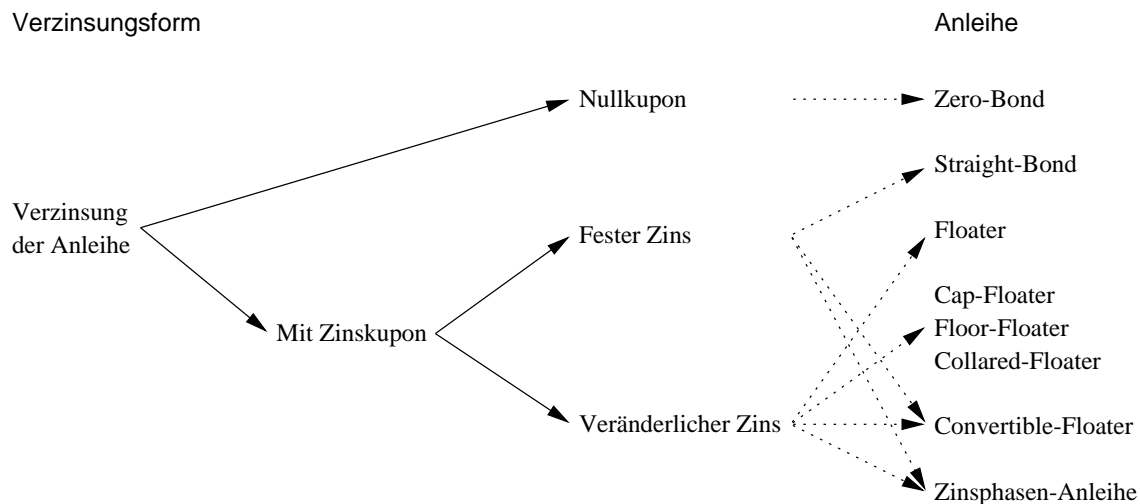 Verzinsungsform
Anleihe
Nullkupon
Zero-Bond
Straight-Bond
Verzinsung
der Anleihe
Fester Zins
Floater
Cap-Floater
Mit Zinskupon
Floor-Floater
Collared-Floater
Veränderlicher Zins
Convertible-Floater
Zinsphasen-Anleihe